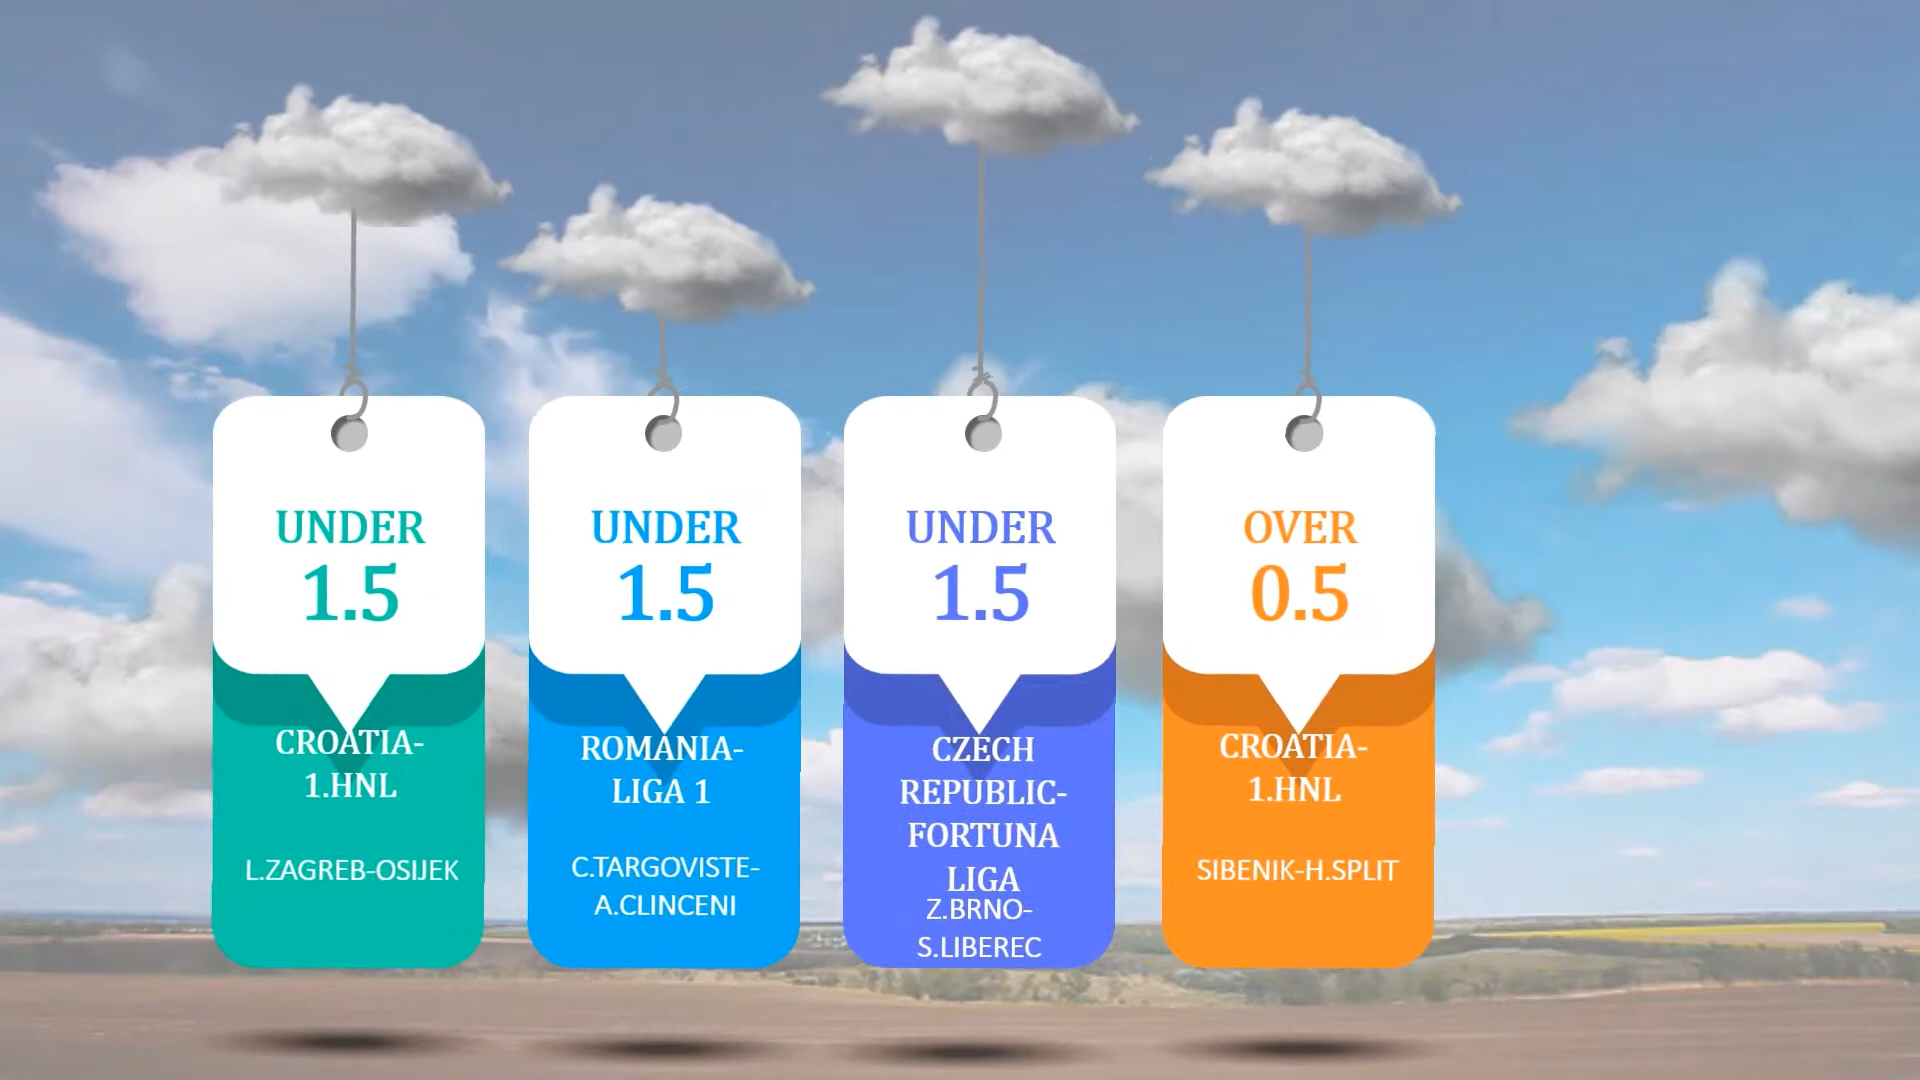 UNDER
1.5
CROATIA-
1.HNL
L.ZAGREB-OSIJEK
UNDER
1.5
ROMANIA-
LIGA 1
C.TARGOVISTE-
A.CLINCENI
UNDER
1.5
CZECH
REPUBLIC-
FORTUNA
LIGA
Z.BRNO-
S.LIBEREC
OVER
0.5
CROATIA-
1.HNL
SIBENIK-H.SPLIT